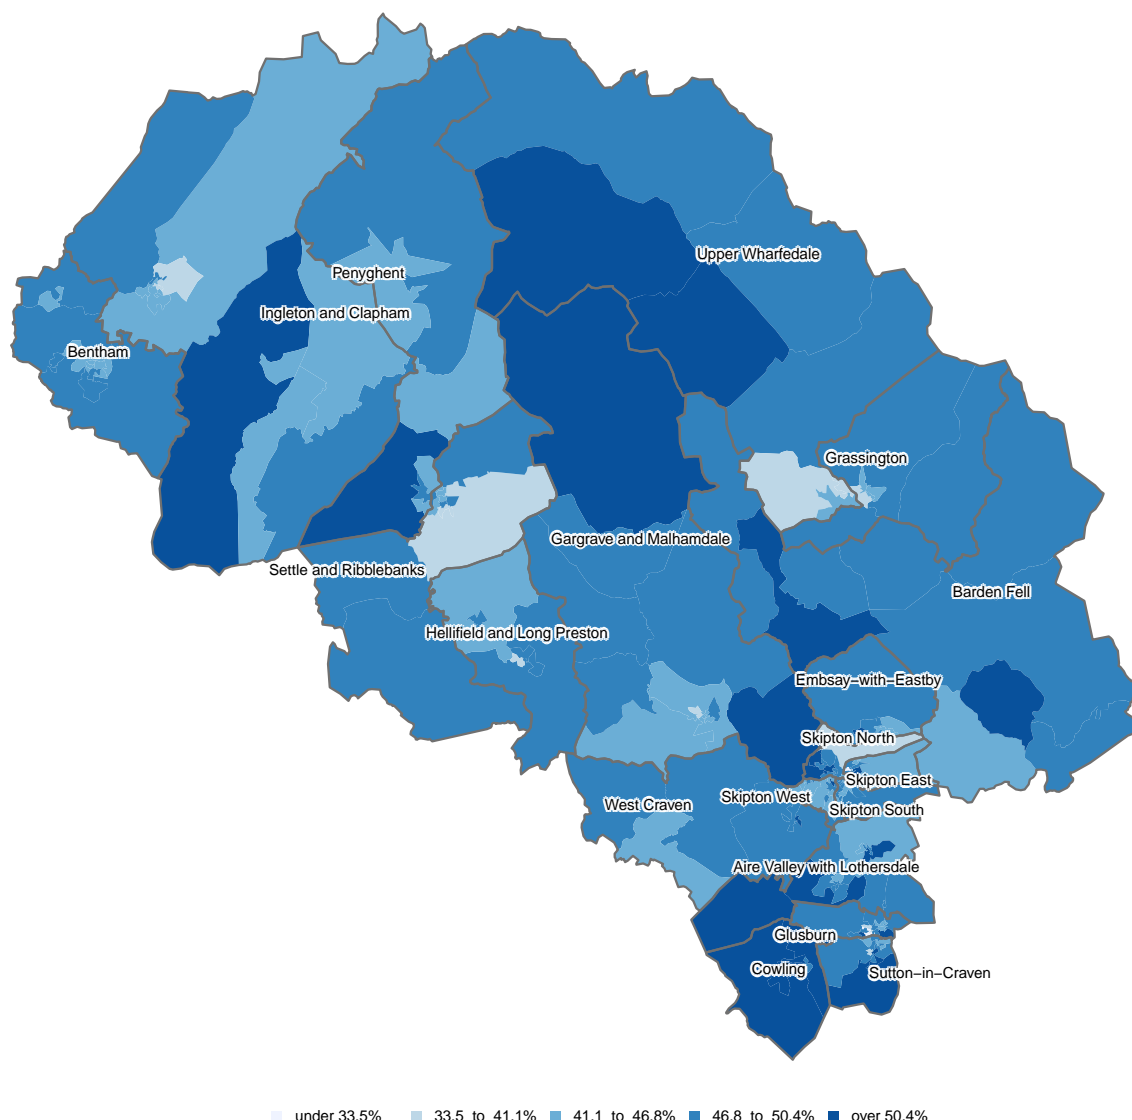 Upper Wharfedale
Penyghent
Ingleton and Clapham
Bentham
Grassington
Gargrave and Malhamdale
Settle and Ribblebanks
Barden Fell
Hellifield and Long Preston
Embsay−with−Eastby
Skipton North
Skipton East
Skipton West
West Craven
Skipton South
Aire Valley with Lothersdale
Glusburn
Cowling
Sutton−in−Craven
under 33.5% 33.5 to 41.1% 41.1 to 46.8% 46.8 to 50.4% over 50.4%